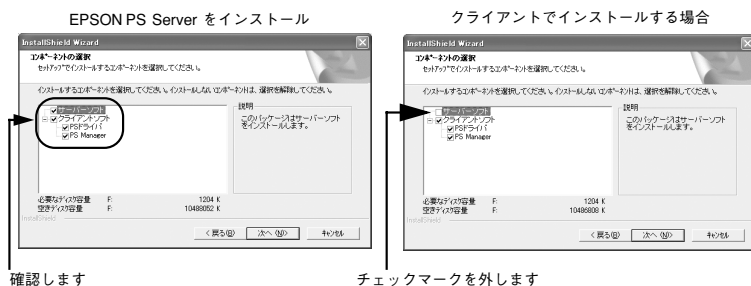 EPSON PS Server をインストール
InstallShield Wizard
コンポーネントの選択
セットアップでインストールするコンポーネントを選択してください。
インストールするコンポーネントを選択してください。インストールしないコンポーネントは、選択を解除してください。
サーバーソフト
クライアントソフト
PSドライバ
PS Manager
説明
このパッケージはサーバーソフトをインストールします。
必要なディスク容量 F: 1204 K
空きディスク容量 F: 10488052 K
InstallShield
< 戻る(B) 次へ (N)> キャンセル
確認します
クライアントでインストールする場合
InstallShield Wizard
コンポーネントの選択
セットアップでインストールするコンポーネントを選択してください。
インストールするコンポーネントを選択してください。インストールしないコンポーネントは、選択を解除してください。
サーバーソフト
クライアントソフト
PSドライバ
PS Manager
説明
このパッケージはサーバーソフトをインストールします。
必要なディスク容量 F: 1204 K
空きディスク容量 F: 10486808 K
InstallShield
< 戻る(B) 次へ (N)> キャンセル
チェックマークを外します